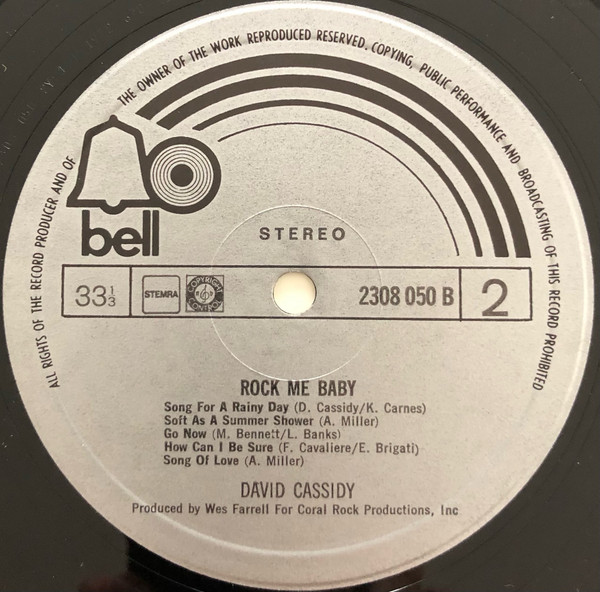 ALL RIGHTS OF THE RECORD PRODUCER AND OF THE OWNER OF THE WORK REPRODUCED RESERVED. COPYING, PUBLIC PERFORMANCE AND BROADCASTING OF THIS RECORD PROHIBITED
bell
STEREO
33⅓
STEMRA
COPYRIGHT CONTROL
2308 050 B
2
ROCK ME BABY
Song For A Rainy Day (D. Cassidy/K. Carnes)
Soft As A Summer Shower (A. Miller)
Go Now (M. Bennett/L. Banks)
How Can I Be Sure (F. Cavaliere/E. Brigati)
Song Of Love (A. Miller)
DAVID CASSIDY
Produced by Wes Farrell For Coral Rock Productions, Inc